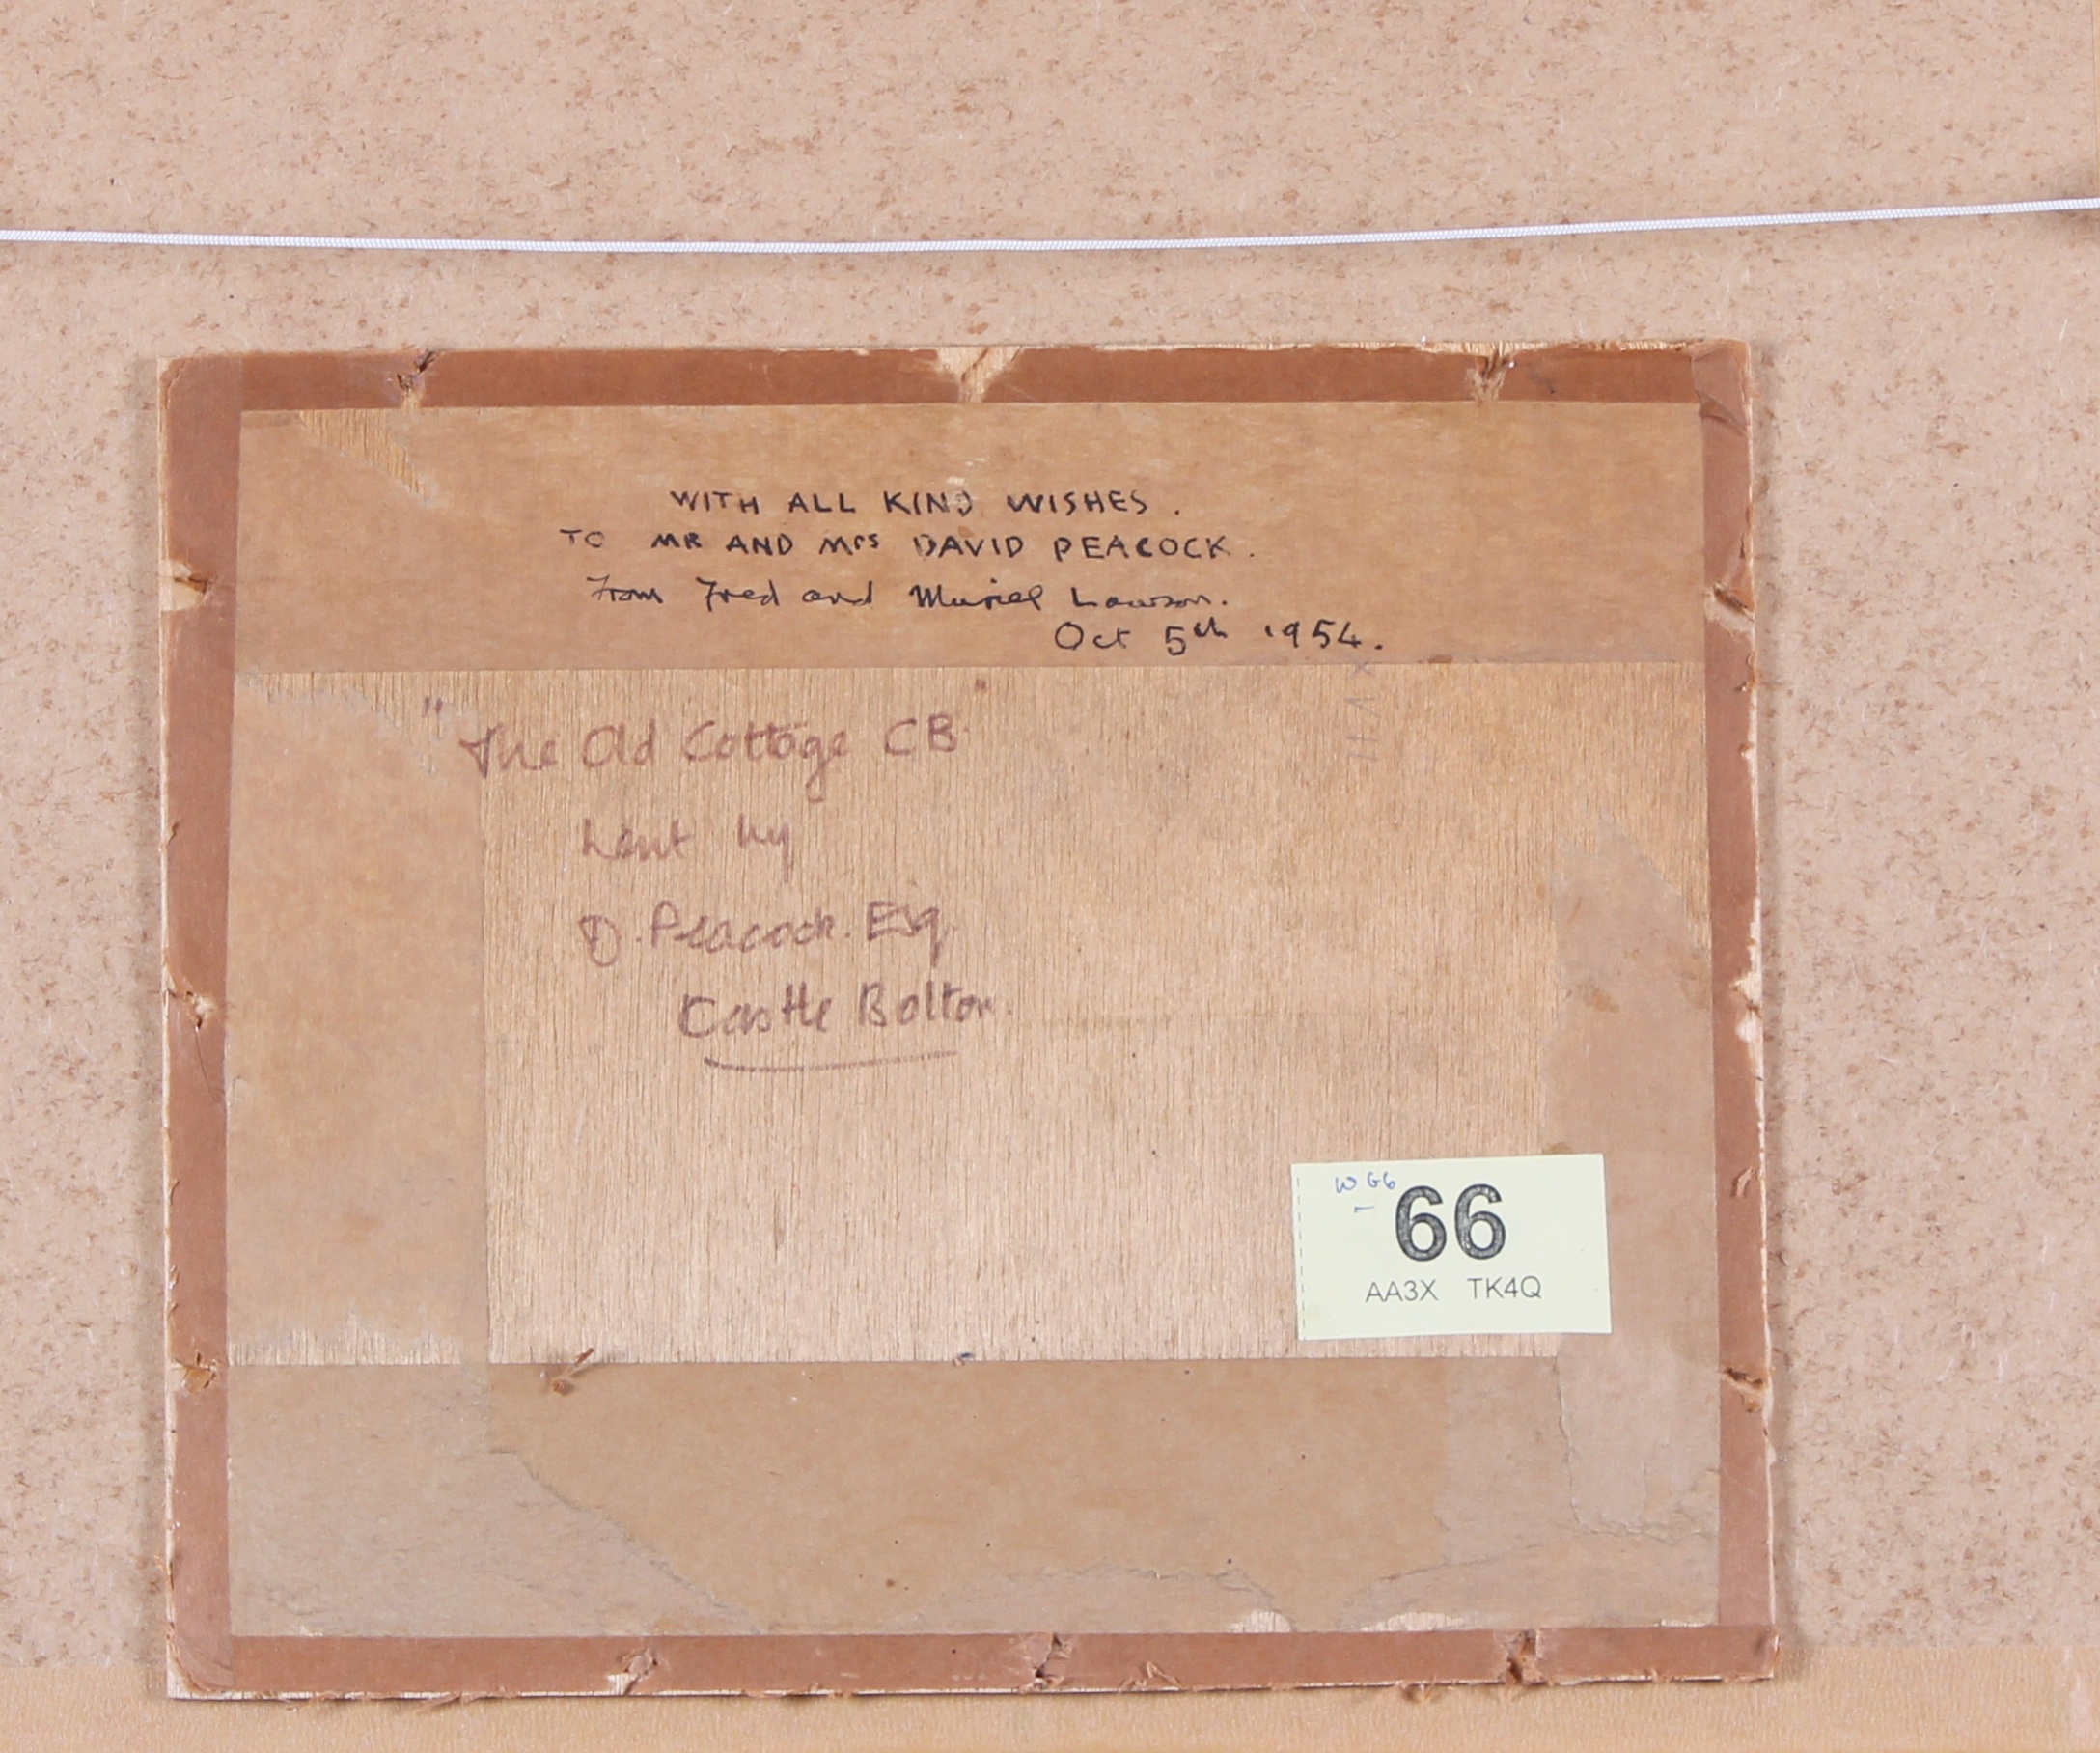 WITH ALL KIND WISHES.
TO MR AND Mrs DAVID PEACOCK.
From Fred and Muriel Lawson.
Oct 5th 1954.
"The Old Cottage CB"
Lent by
D. Peacock. Esq
Castle Bolton.
66
AA3X TK4Q